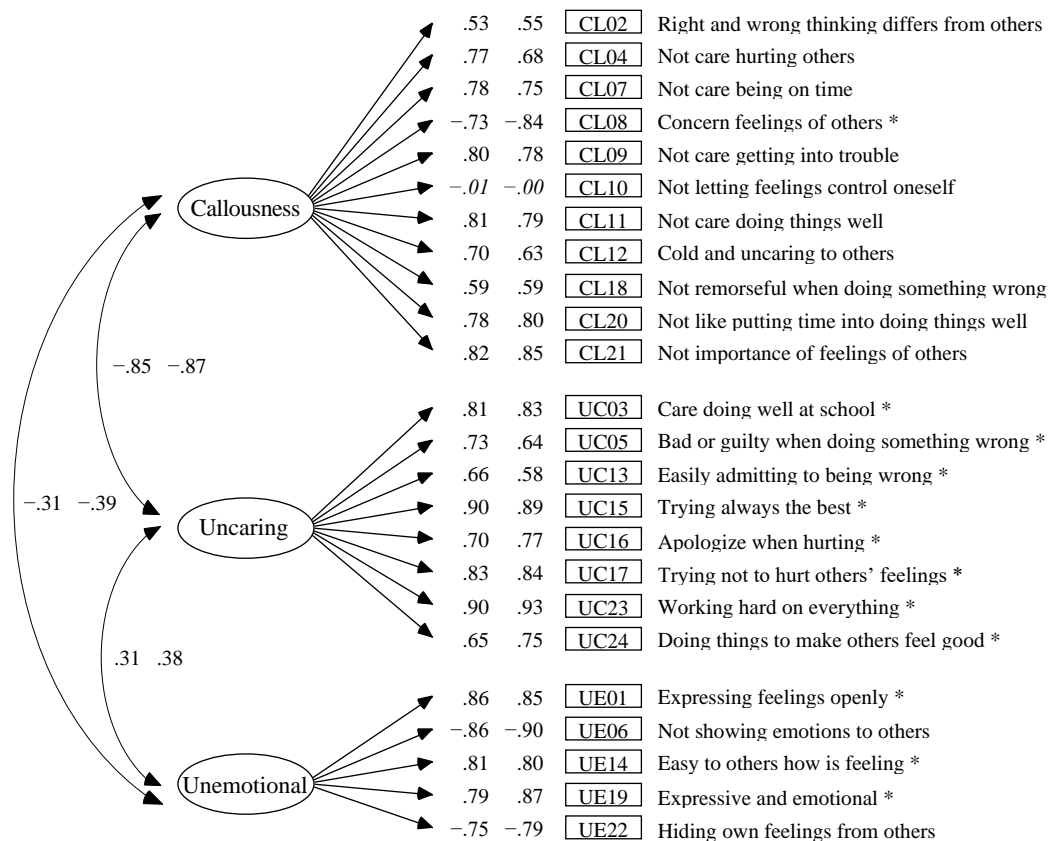 .53 .55 CL02 Right and wrong thinking differs from others
.77 .68 CL04 Not care hurting others
.78 .75 CL07 Not care being on time
−.73 −.84 CL08 Concern feelings of others *
.80 .78 CL09 Not care getting into trouble
−.01 −.00 CL10 Not letting feelings control oneself
Callousness
.81 .79 CL11 Not care doing things well
.70 .63 CL12 Cold and uncaring to others
.59 .59 CL18 Not remorseful when doing something wrong
.78 .80 CL20 Not like putting time into doing things well
.82 .85 CL21 Not importance of feelings of others
−.85 −.87
.81 .83 UC03 Care doing well at school *
.73 .64 UC05 Bad or guilty when doing something wrong *
.66 .58 UC13 Easily admitting to being wrong *
−.31 −.39
.90 .89 UC15 Trying always the best *
Uncaring
.70 .77 UC16 Apologize when hurting *
.83 .84 UC17 Trying not to hurt others’ feelings *
.90 .93 UC23 Working hard on everything *
.65 .75 UC24 Doing things to make others feel good *
.31 .38
.86 .85 UE01 Expressing feelings openly *
−.86 −.90 UE06 Not showing emotions to others
.81 .80 UE14 Easy to others how is feeling *
Unemotional
.79 .87 UE19 Expressive and emotional *
−.75 −.79 UE22 Hiding own feelings from others